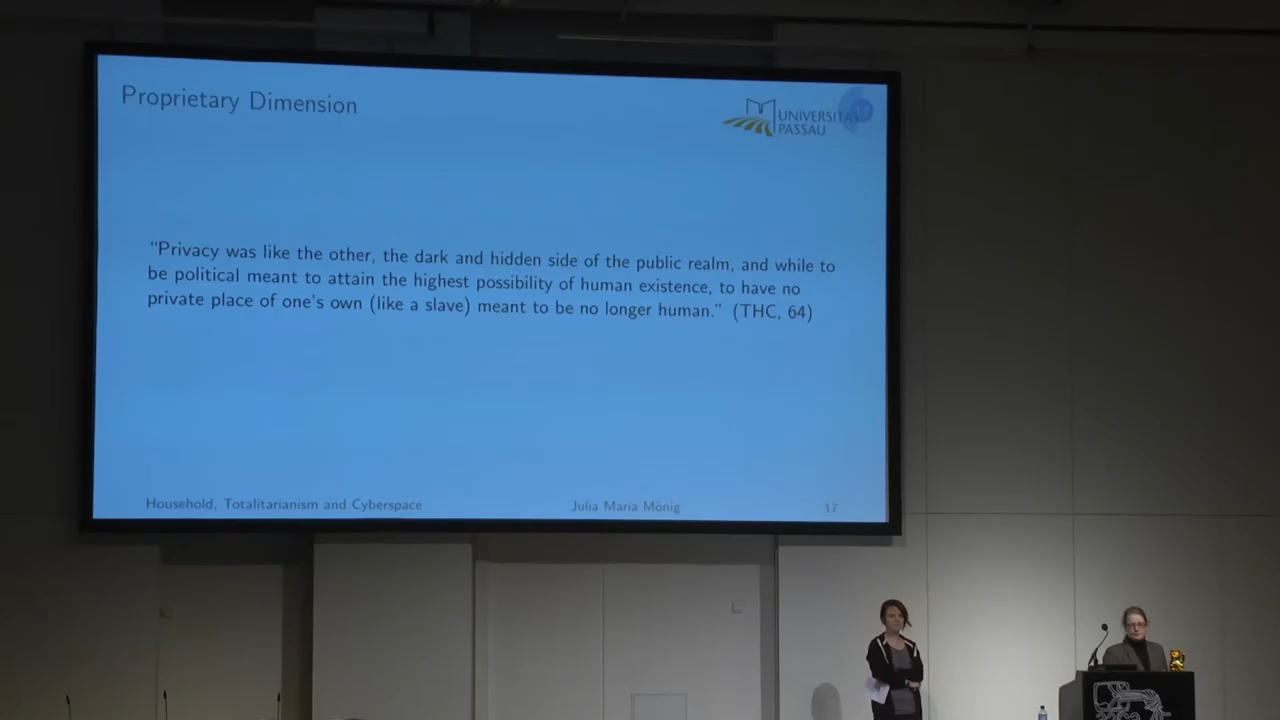 Proprietary Dimension
UNIVERSITÄ
PASSAU
“Privacy was like the other, the dark and hidden side of the public realm, and while to
be political meant to attain the highest possibility of human existence, to have no
private place of one's own (like a slave) meant to be no longer human.” (THC, 64)
Household, Totalitarianism and Cyberspace
Julia Maria Mönig
17